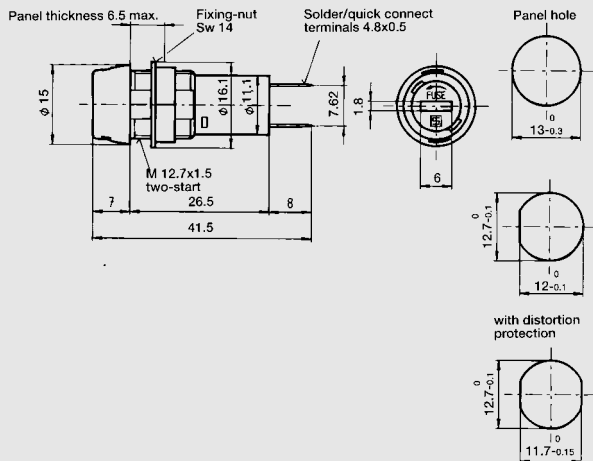 Panel thickness 6.5 max.
Fixing-nut
Sw 14
Solder/quick connect
terminals 4.8x0.5
Panel hole
ϕ15
ϕ16.1
ϕ11.1
7.62
1.8
FUSE
6
M 12.7x1.5
two-start
7
26.5
8
41.5
0
13-0.3
0
12.7-0.1
0
12-0.1
with distortion
protection
0
12.7-0.1
0
11.7-0.15